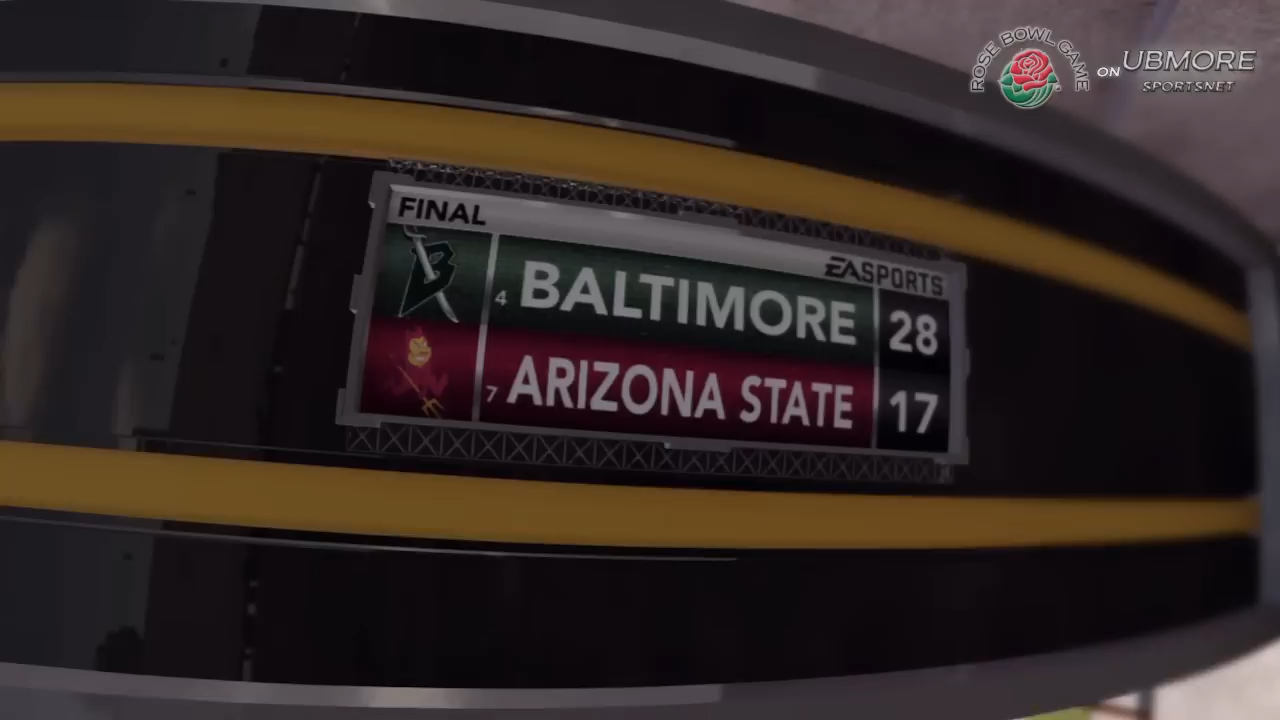 ROSE BOWL GAME
ON UBMORE
SPORTSNET
FINAL
EA SPORTS
B
4 BALTIMORE 28
7 ARIZONA STATE 17